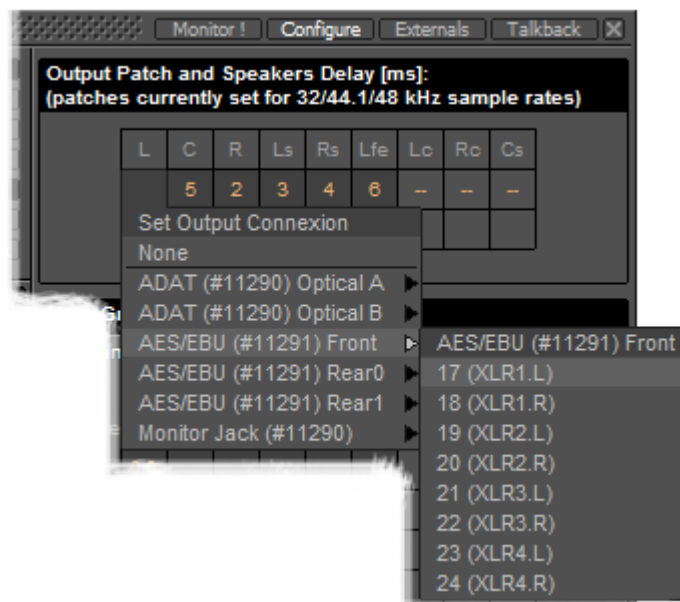 Monitor ! Configure Externals Talkback X
Output Patch and Speakers Delay [ms]:
(patches currently set for 32/44.1/48 kHz sample rates)
L C R Ls Rs Lfe Lc Rc Cs
5 2 3 4 6 -- -- --
Set Output Connexion
None
ADAT (#11290) Optical A
ADAT (#11290) Optical B
AES/EBU (#11291) Front
AES/EBU (#11291) Rear0
AES/EBU (#11291) Rear1
Monitor Jack (#11290)
AES/EBU (#11291) Front
17 (XLR1.L)
18 (XLR1.R)
19 (XLR2.L)
20 (XLR2.R)
21 (XLR3.L)
22 (XLR3.R)
23 (XLR4.L)
24 (XLR4.R)